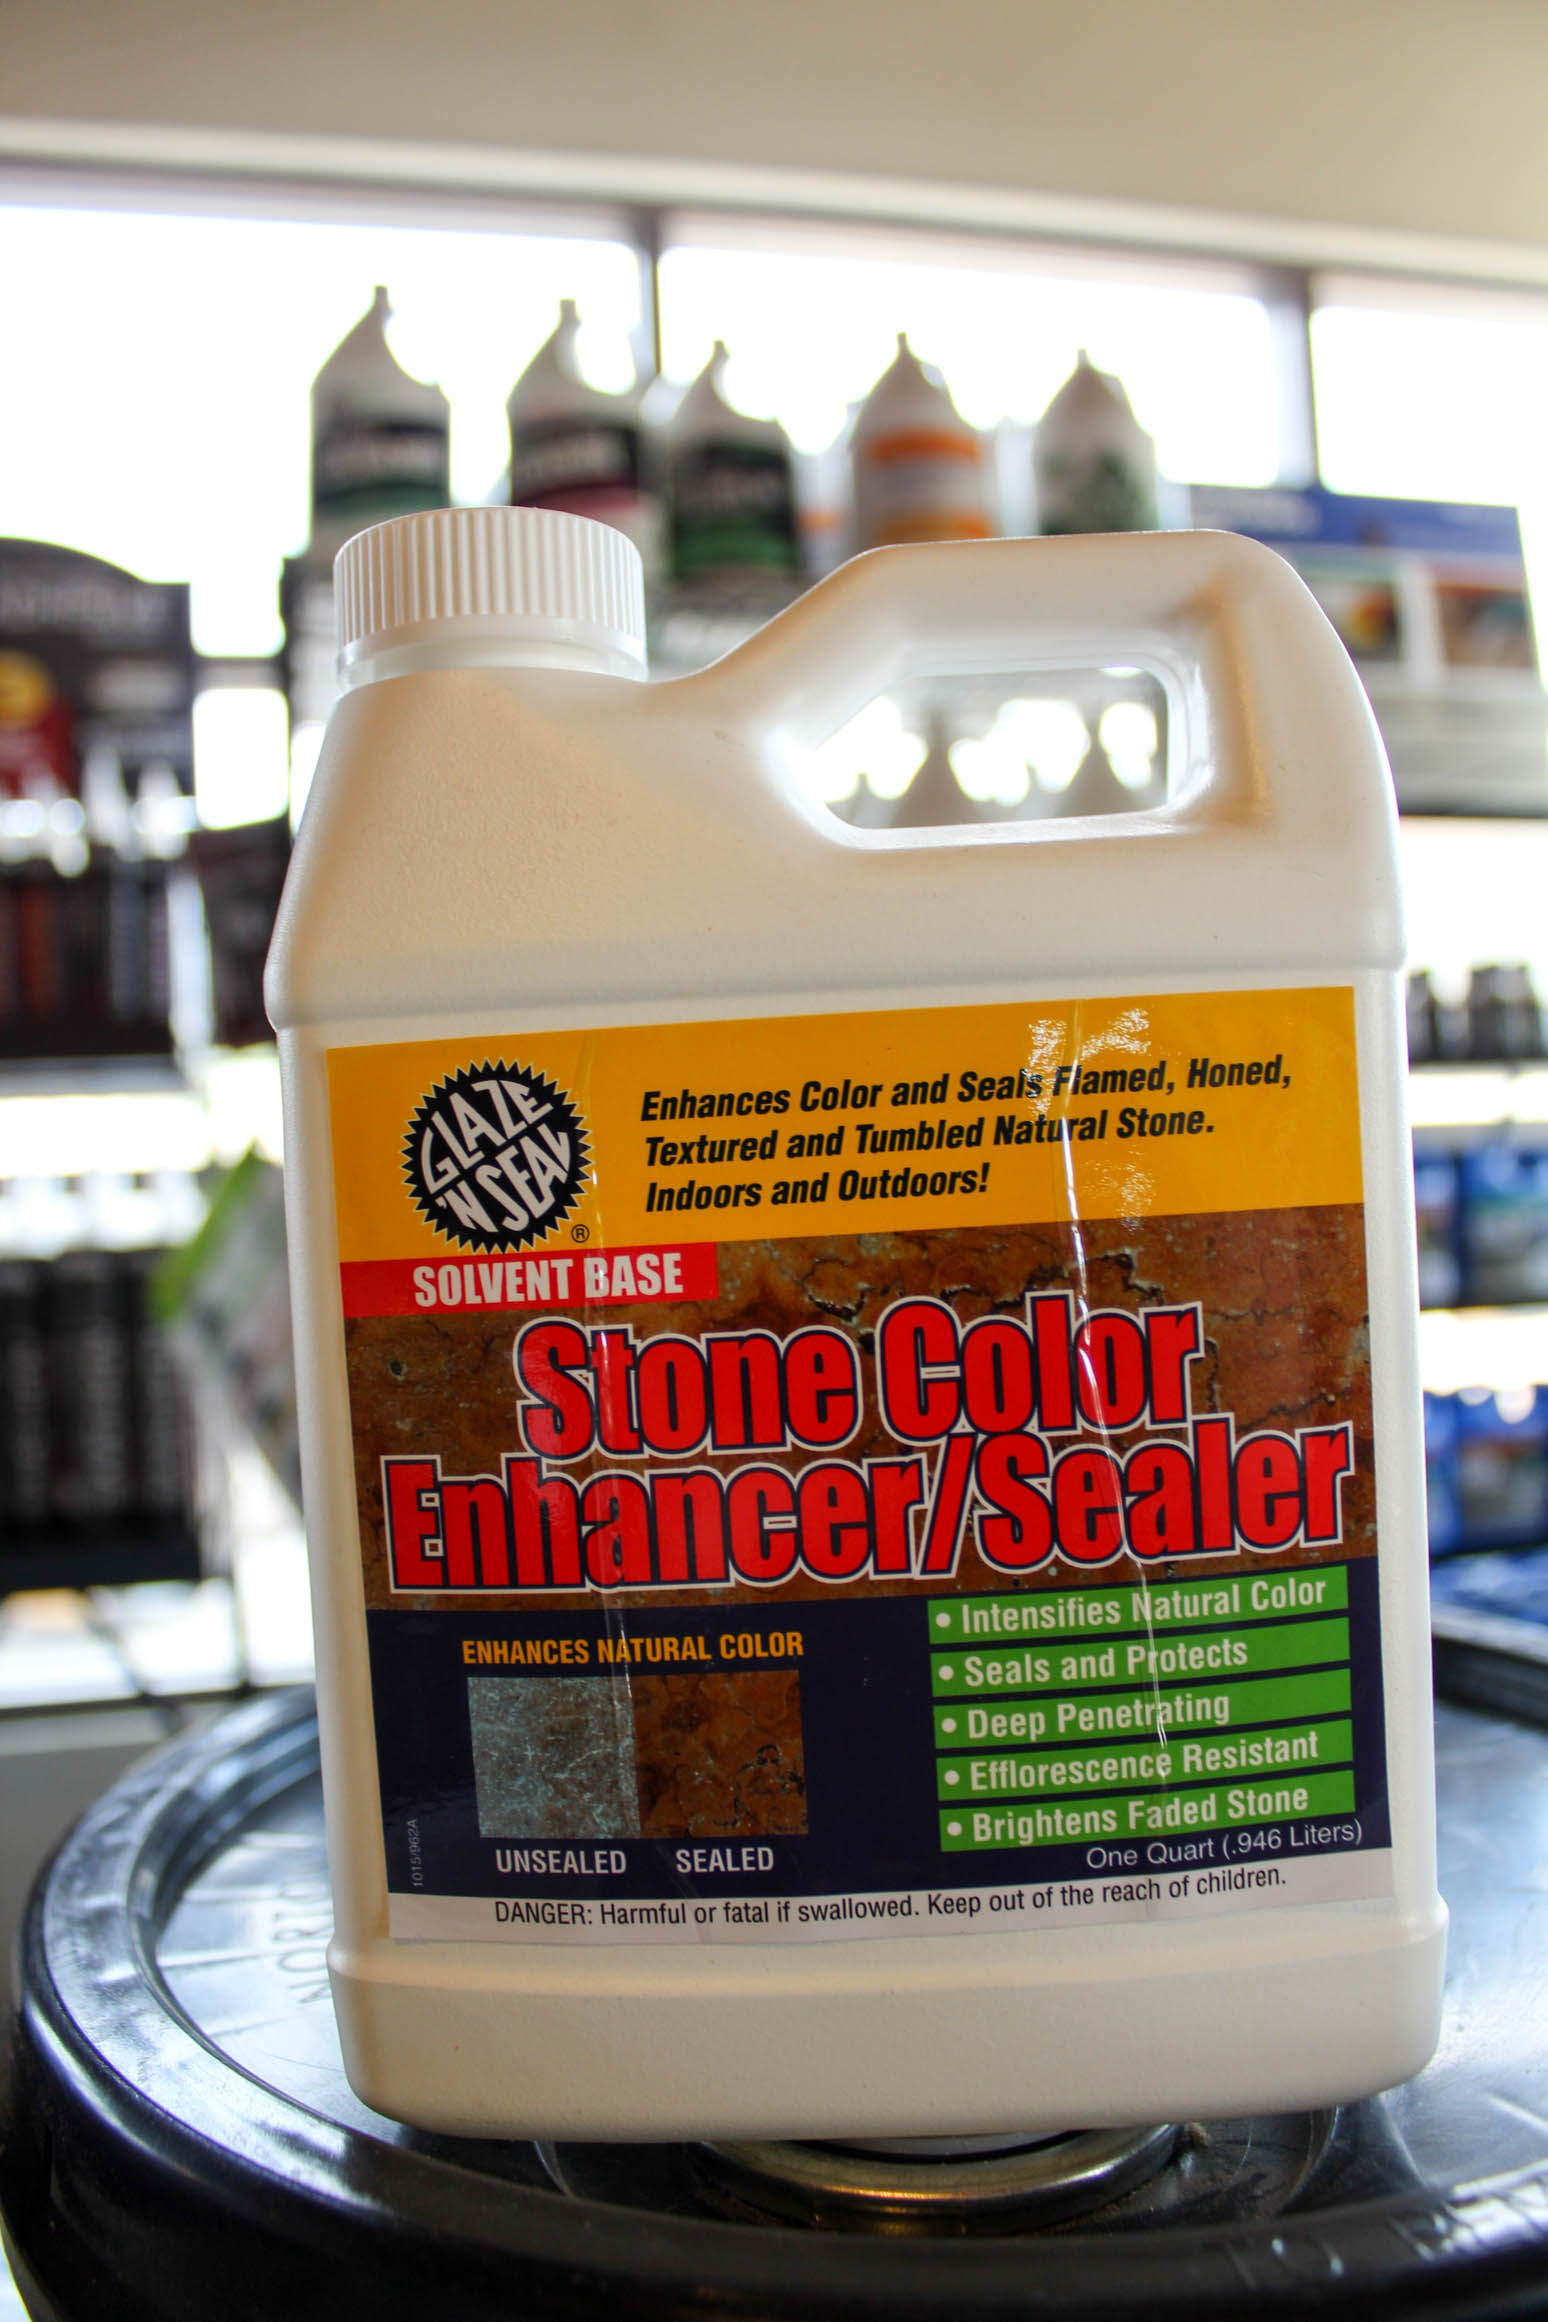 GLAZE
'N SEAL
®
Enhances Color and Seals Flamed, Honed,
Textured and Tumbled Natural Stone.
Indoors and Outdoors!
SOLVENT BASE
Stone Color
Enhancer/Sealer
ENHANCES NATURAL COLOR
UNSEALED SEALED
• Intensifies Natural Color
• Seals and Protects
• Deep Penetrating
• Efflorescence Resistant
• Brightens Faded Stone
One Quart (.946 Liters)
1015/962A
DANGER: Harmful or fatal if swallowed. Keep out of the reach of children.